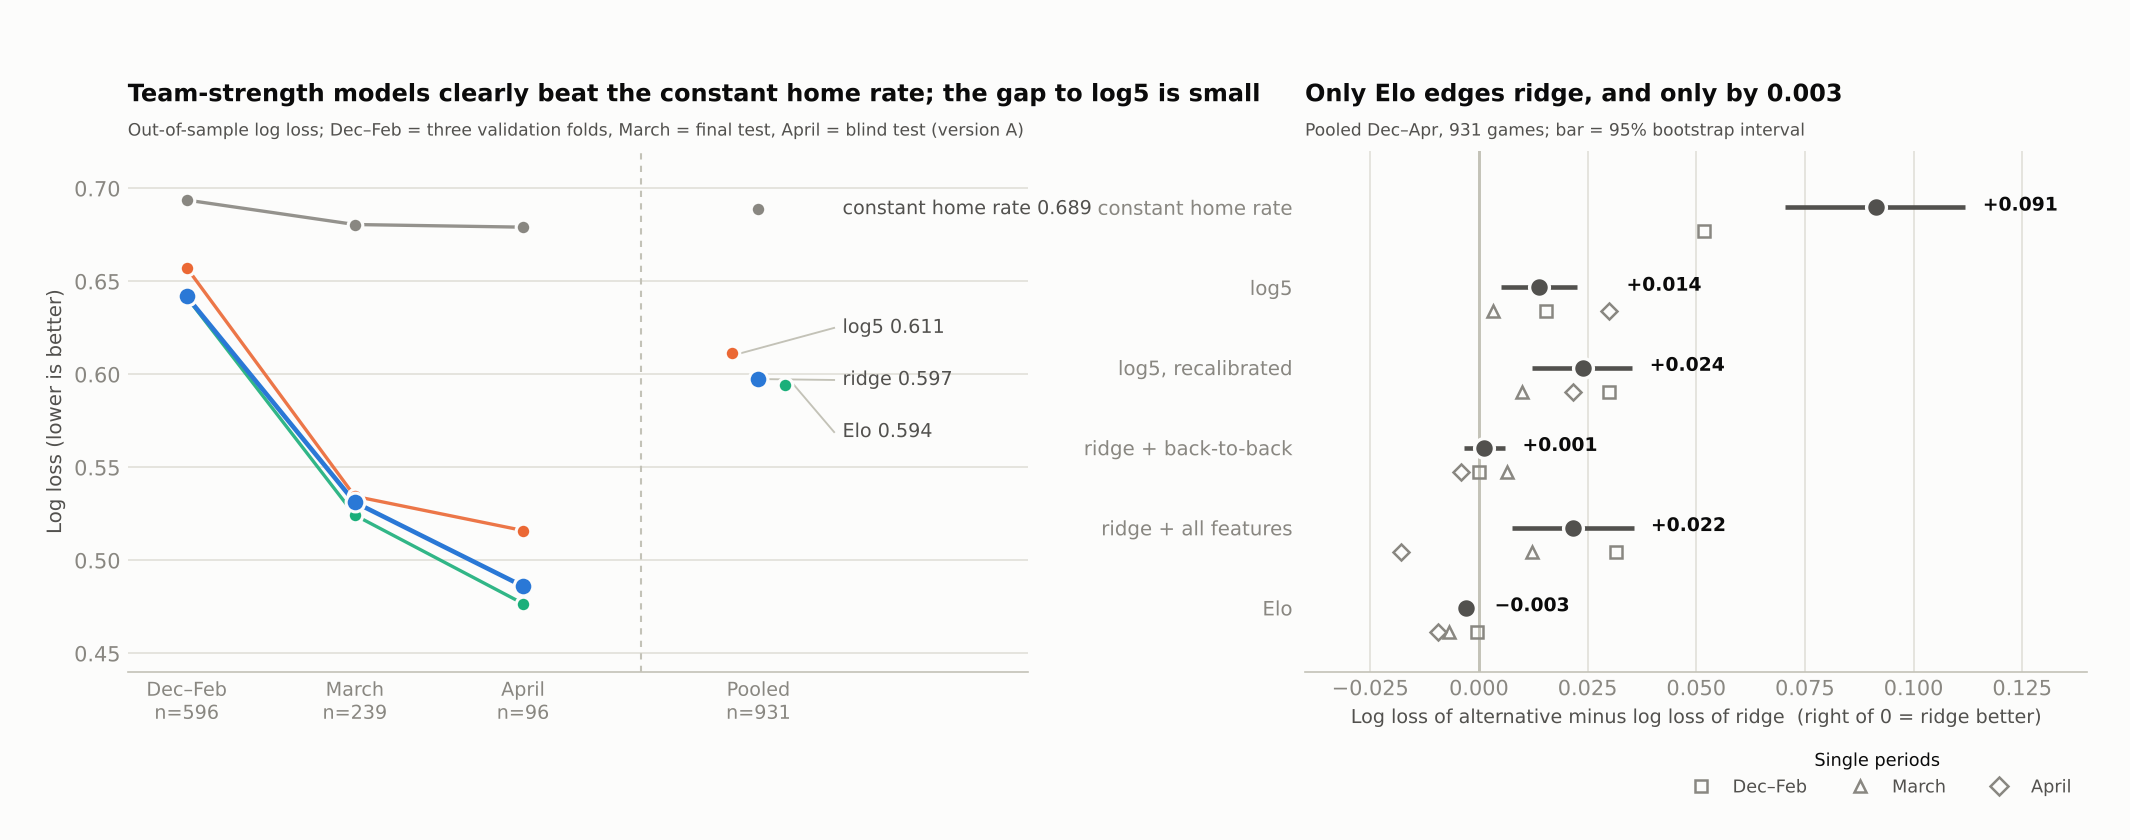 Team-strength models clearly beat the constant home rate; the gap to log5 is small
Out-of-sample log loss; Dec–Feb = three validation folds, March = final test, April = blind test (version A)
Log loss (lower is better)
0.70
0.65
0.60
0.55
0.50
0.45
constant home rate 0.689
log5 0.611
ridge 0.597
Elo 0.594
Dec–Feb
n=596
March
n=239
April
n=96
Pooled
n=931
Only Elo edges ridge, and only by 0.003
Pooled Dec–Apr, 931 games; bar = 95% bootstrap interval
constant home rate
+0.091
log5
+0.014
log5, recalibrated
+0.024
ridge + back-to-back
+0.001
ridge + all features
+0.022
Elo
−0.003
−0.025
0.000
0.025
0.050
0.075
0.100
0.125
Log loss of alternative minus log loss of ridge (right of 0 = ridge better)
Single periods
Dec–Feb
March
April